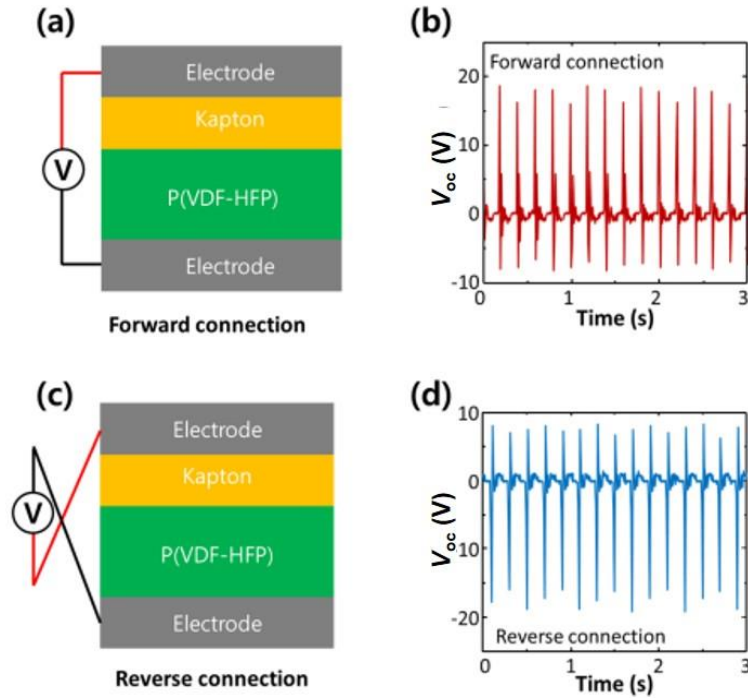 (a)
Electrode
Kapton
V
P(VDF-HFP)
Electrode
Forward connection
(b)
Forward connection
20
10
0
-10
Voc (V)
0 1 2 3
Time (s)
(c)
Electrode
Kapton
V
P(VDF-HFP)
Electrode
Reverse connection
(d)
10
0
-10
-20
Voc (V)
Reverse connection
0 1 2 3
Time (s)